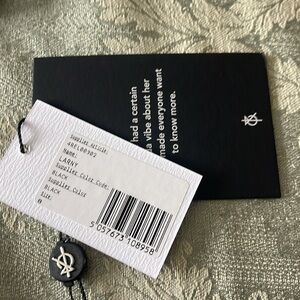 had a certain
a vibe about her
made everyone want
to know more.
Supplier Article:
Name:
LARNY
Supplier Color Code:
BLACK
Supplier Color
BLACK
Size:
8
5 057673 108958